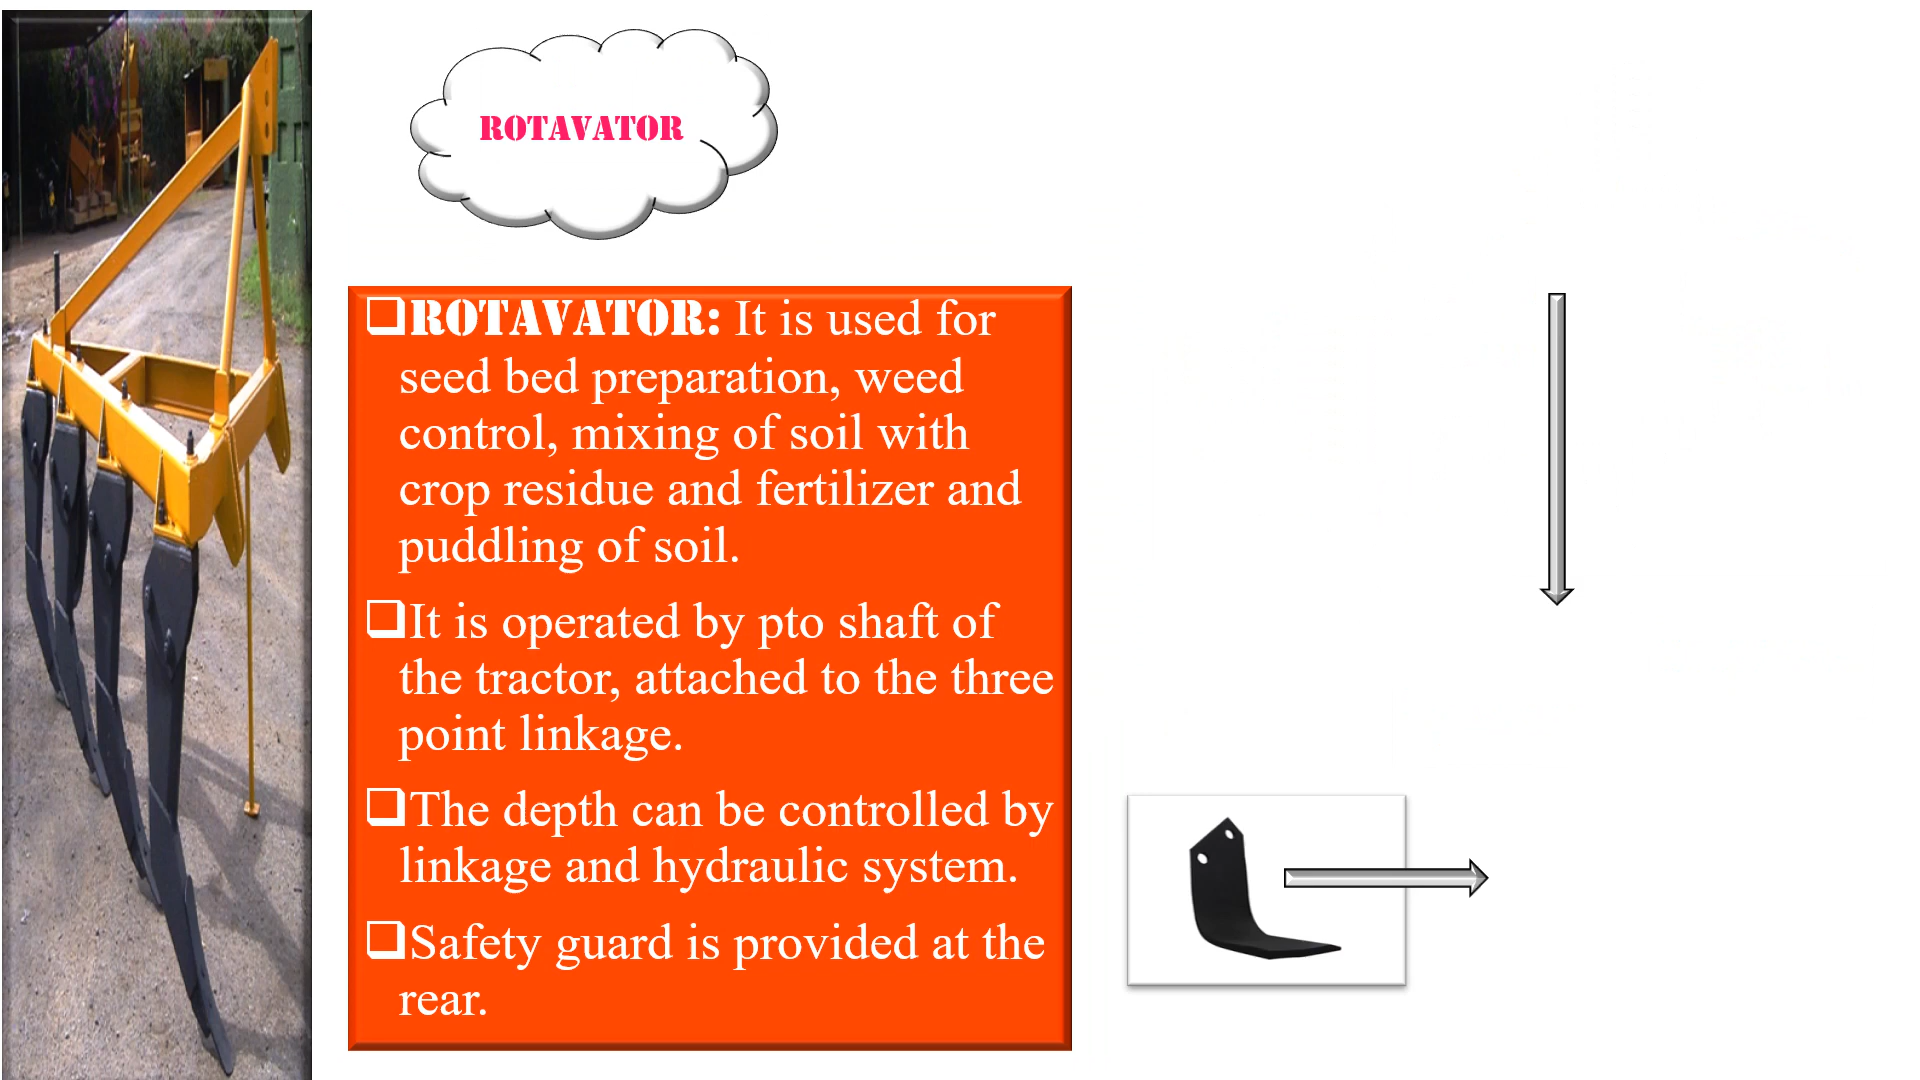 ROTAVATOR
❑ROTAVATOR: It is used for
seed bed preparation, weed
control, mixing of soil with
crop residue and fertilizer and
puddling of soil.
❑It is operated by pto shaft of
the tractor, attached to the three
point linkage.
❑The depth can be controlled by
linkage and hydraulic system.
❑Safety guard is provided at the
rear.